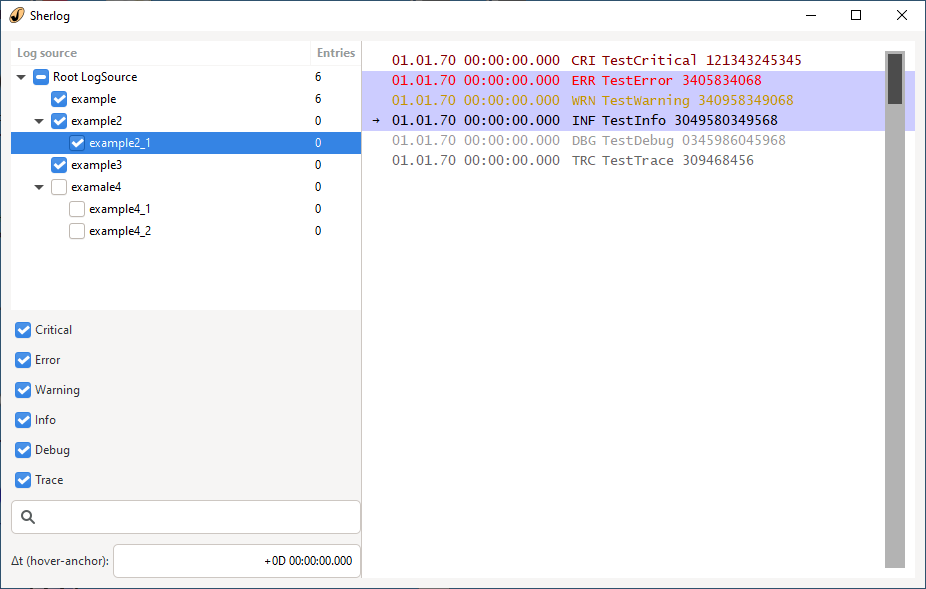 Sherlog
Log source Entries
Root LogSource 6
example 6
example2 0
example2_1 0
example3 0
examale4 0
example4_1 0
example4_2 0
Critical
Error
Warning
Info
Debug
Trace
Δt (hover-anchor): +0D 00:00:00.000
01.01.70 00:00:00.000 CRI TestCritical 121343245345
01.01.70 00:00:00.000 ERR TestError 3405834068
01.01.70 00:00:00.000 WRN TestWarning 340958349068
→ 01.01.70 00:00:00.000 INF TestInfo 3049580349568
01.01.70 00:00:00.000 DBG TestDebug 0345986045968
01.01.70 00:00:00.000 TRC TestTrace 309468456